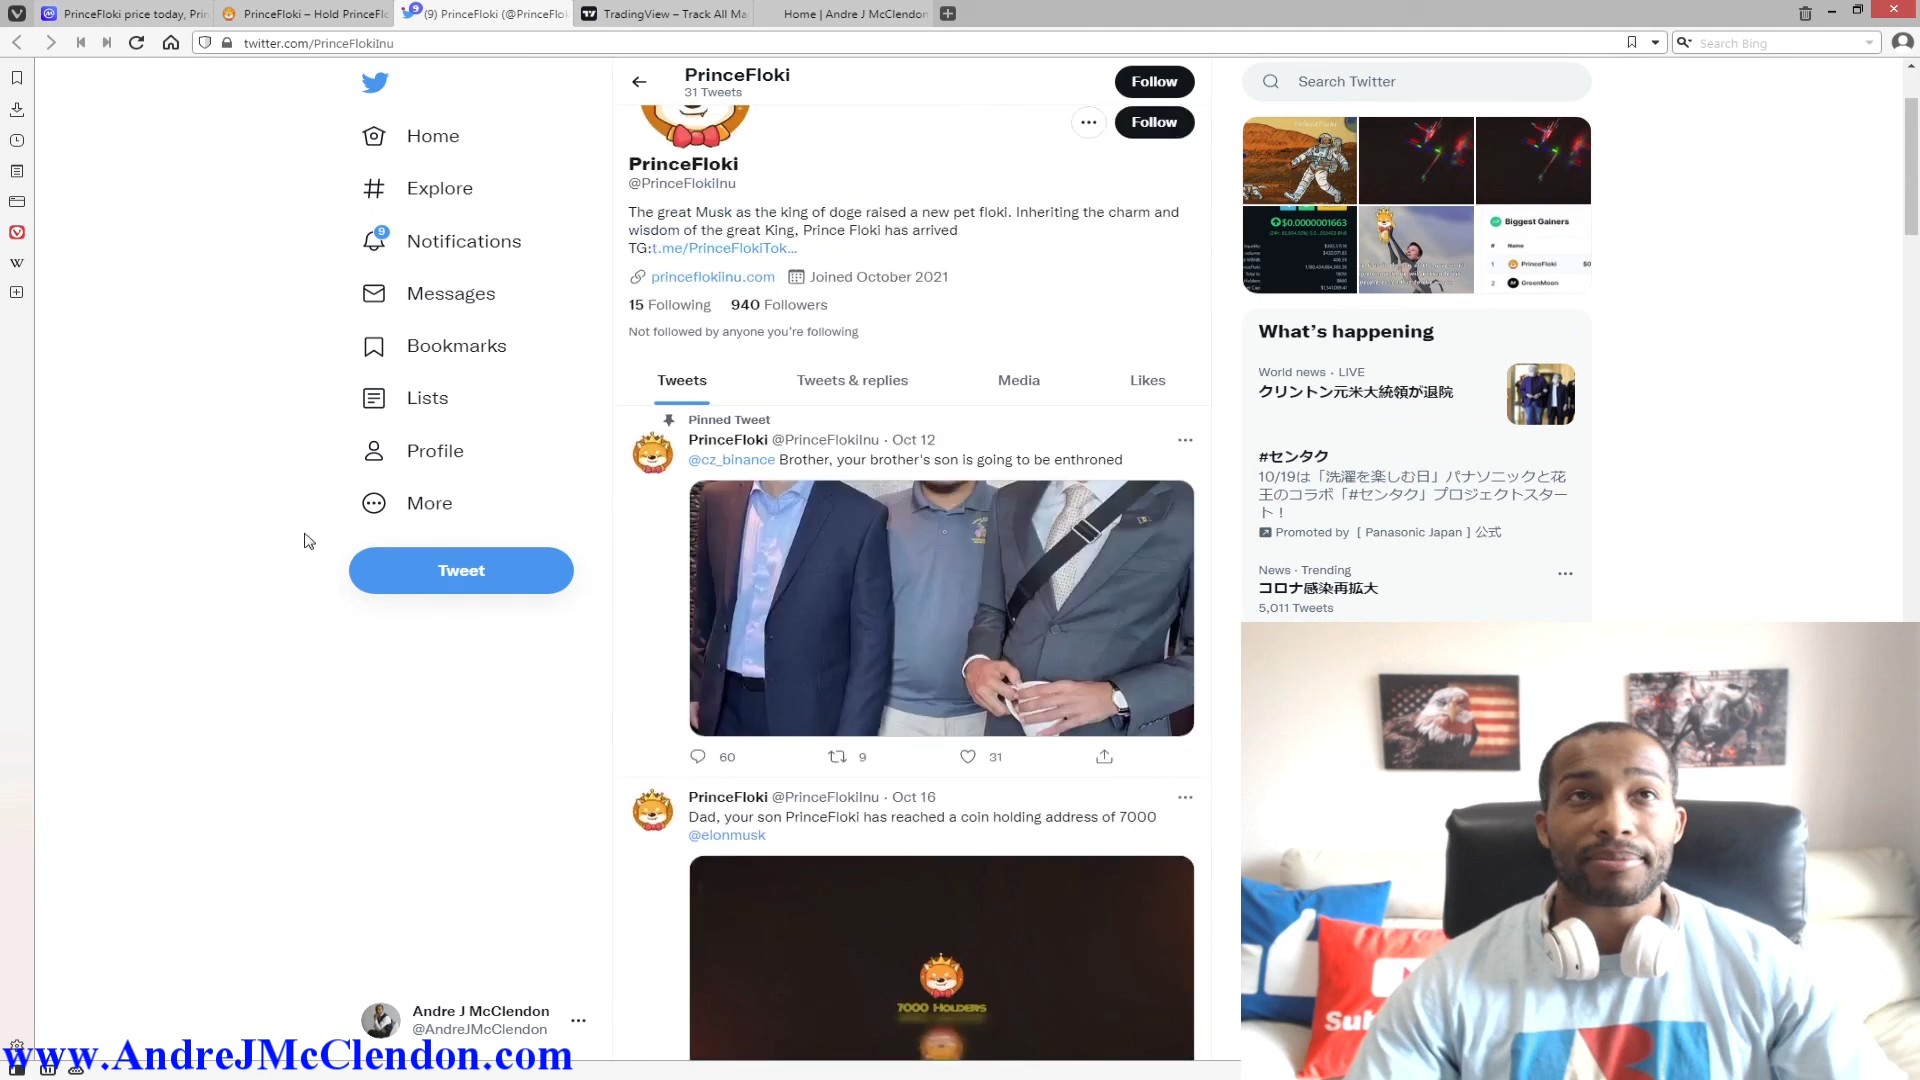 PrinceFloki price today, Prin
PrinceFloki – Hold PrinceFlo
(9) PrinceFloki (@PrinceFlok
TradingView – Track All Ma
Home | Andre J McClendon
twitter.com/PrinceFlokiInu
Search Bing
PrinceFloki
31 Tweets
Follow
Search Twitter
Home
Explore
9
Notifications
Messages
Bookmarks
Lists
Profile
More
Tweet
Follow
PrinceFloki
@PrinceFlokiInu
The great Musk as the king of doge raised a new pet floki. Inheriting the charm and
wisdom of the great King, Prince Floki has arrived
TG:t.me/PrinceFlokiTok...
princeflokiinu.com Joined October 2021
15 Following 940 Followers
Not followed by anyone you're following
Tweets
Tweets & replies
Media
Likes
Pinned Tweet
PrinceFloki @PrinceFlokiInu · Oct 12
@cz_binance Brother, your brother's son is going to be enthroned
60
9
31
PrinceFloki @PrinceFlokiInu · Oct 16
Dad, your son PrinceFloki has reached a coin holding address of 7000
@elonmusk
7000 HOLDERS
$0.0000001663
Biggest Gainers
# Name
1 PrinceFloki $0
2 GreenMoon
What's happening
World news · LIVE
クリントン元米大統領が退院
#センタク
10/19は「洗濯を楽しむ日」パナソニックと花
王のコラボ「#センタク」プロジェクトスター
ト！
Promoted by [ Panasonic Japan ] 公式
News · Trending
コロナ感染再拡大
5,011 Tweets
Andre J McClendon
@AndreJMcClendon
www.AndreJMcClendon.com